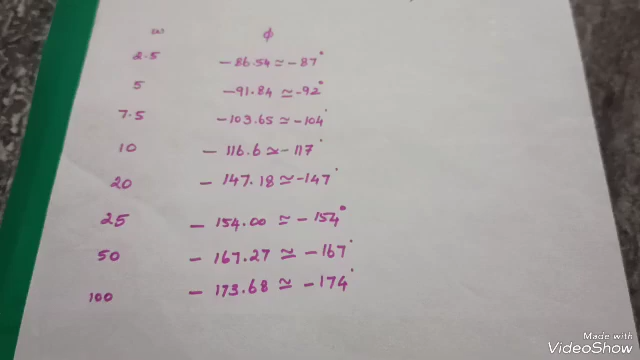 ω ϕ
2.5 - 86.54 ≃ - 87°
5 - 91.84 ≃ -92°
7.5 - 103.65 ≃ -104°
10 - 116.6 ≃ - 117°
20 - 147.18 ≃ -147°
25 - 154.00 ≃ - 154°
50 - 167.27 ≃ - 167°
100 - 173.68 ≃ - 174°
Made with
VideoShow